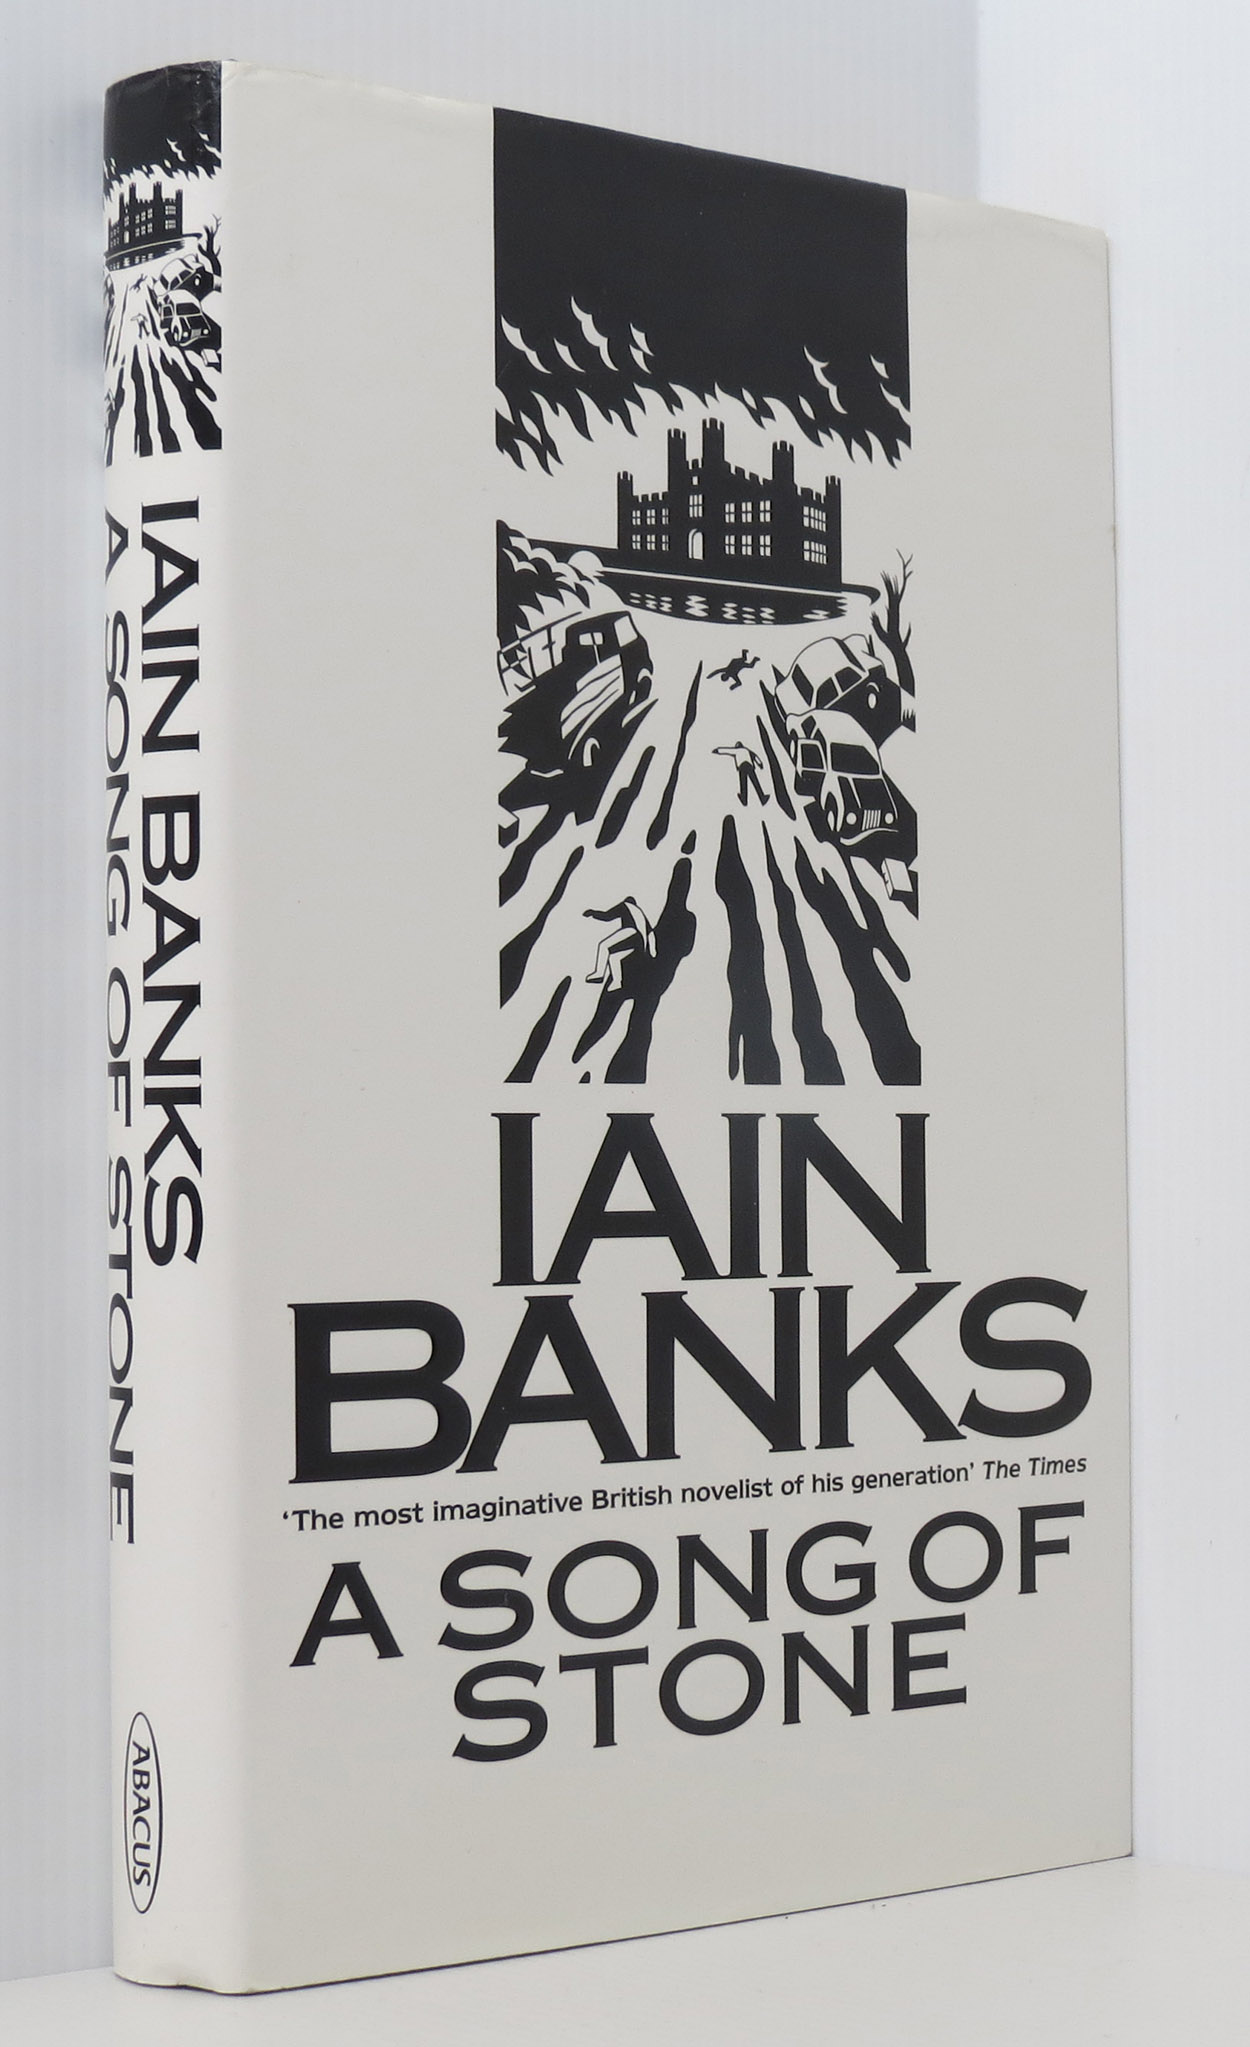 IAIN BANKS
A SONG OF STONE
ABACUS
IAIN
BANKS
‘The most imaginative British novelist of his generation’ The Times
A SONG OF
STONE